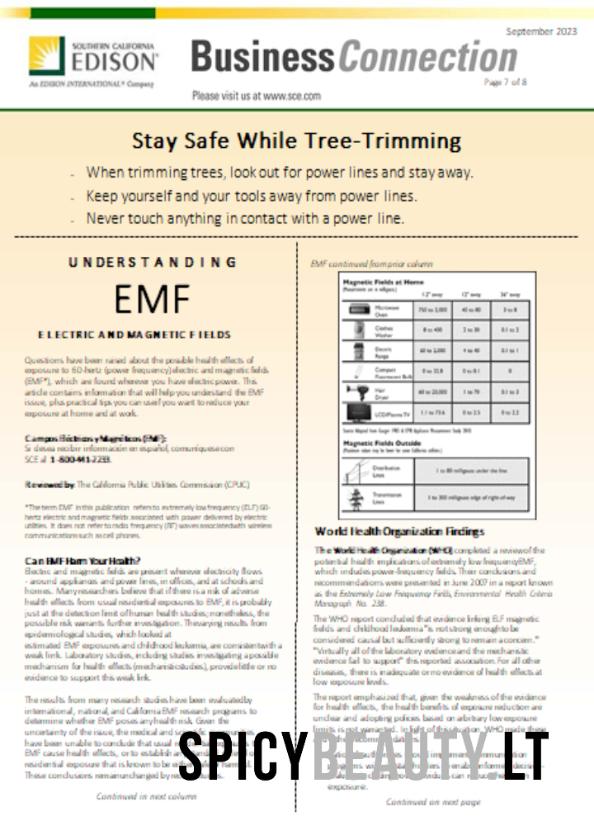 September 2023
SOUTHERN CALIFORNIA
EDISON®
An EDISON INTERNATIONAL® Company
BusinessConnection
Page 7 of 8
Please visit us at www.sce.com
Stay Safe While Tree-Trimming
- When trimming trees, look out for power lines and stay away.
- Keep yourself and your tools away from power lines.
- Never touch anything in contact with a power line.
UNDERSTANDING
EMF
ELECTRIC AND MAGNETIC FIELDS
Questions have been raised about the possible health effects of
exposure to 60-hertz (power frequency) electric and magnetic fields
(EMF*), which are found wherever you have electric power. This
article contains information that will help you understand the EMF
issue, plus practical tips you can use if you want to reduce your
exposure at home and at work.
Campos Eléctricos y Magnéticos (EMF):
Si desea recibir información en español, comuníquese con
SCE al 1-800-441-2233.
Reviewed by: The California Public Utilities Commission (CPUC)
*The term EMF in this publication refers to extremely low frequency (ELF) 60-
hertz electric and magnetic fields associated with power delivered by electric
utilities. It does not refer to radio frequency (RF) waves associated with wireless
communications such as cell phones.
Can EMF Harm Your Health?
Electric and magnetic fields are present wherever electricity flows
- around appliances and power lines, in offices, and at schools and
homes. Many researchers believe that if there is a risk of adverse
health effects from usual residential exposures to EMF, it is probably
just at the detection limit of human health studies; nonetheless, the
possible risk warrants further investigation. The varying results from
epidemiological studies, which looked at
estimated EMF exposures and childhood leukemia, are consistent with a
weak link. Laboratory studies, including studies investigating a possible
mechanism for health effects (mechanistic studies), provide little or no
evidence to support this weak link.
The results from many research studies have been evaluated by
international, national, and California EMF research programs to
determine whether EMF poses any health risk. Given the
uncertainty of the issue, the medical and
have been unable to conclude that usual
EMF cause health effects, or to establish
residential exposure that is known to be
These conclusions remain unchanged by
Continued in next column
EMF continued from prior column
Magnetic Fields at Home
12" away 12" away 36" away
Microwave
Oven 750 to 2,000 40 to 80 3 to 8
Clothes
Washer 8 to 400 2 to 30 0.1 to 2
Electric
Range 60 to 2,000 4 to 40 0.1 to 1
Compact
Fluorescent Bulb 0 to 32.8 0 to 0.1 0
Hair
Dryer 60 to 20,000 1 to 70 0.1 to 3
LCD/Plasma TV 1.1 to 73.6 0 to 2.5 0 to 2.2
Magnetic Fields Outside
Distribution
Lines 1 to 80 milligauss under the line
Transmission
Lines 1 to 300 milligauss edge of right-of-way
World Health Organization Findings
The World Health Organization (WHO) completed a review of the
potential health implications of extremely low frequency EMF,
which includes power-frequency fields. Their conclusions and
recommendations were presented in June 2007 in a report known
as the Extremely Low Frequency Fields, Environmental Health Criteria
Monograph No. 238.
The WHO report concluded that evidence linking ELF magnetic
fields and childhood leukemia "is not strong enough to be
considered causal but sufficiently strong to remain a concern."
"Virtually all of the laboratory evidence and the mechanistic
evidence fail to support" this reported association. For all other
diseases, there is inadequate or no evidence of health effects at
low exposure levels.
The report emphasized that, given the weakness of the evidence
for health effects, the health benefits of exposure reduction are
unclear and adopting policies based on arbitrary low exposure
limits is not warranted. In light of this situation, WHO made these
exposure.
Continued on next page
SPICYBEAUTY.LT